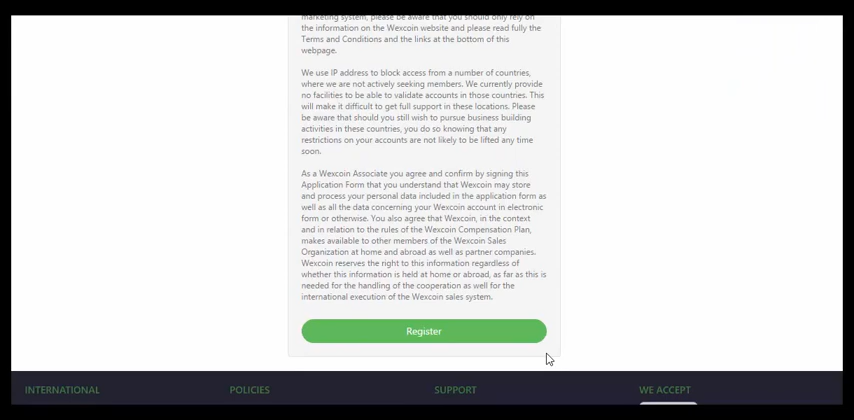 marketing system, please be aware that you should only rely on
the information on the Wexcoin website and please read fully the
Terms and Conditions and the links at the bottom of this
webpage.
We use IP address to block access from a number of countries,
where we are not actively seeking members. We currently provide
no facilities to be able to validate accounts in those countries. This
will make it difficult to get full support in these locations. Please
be aware that should you still wish to pursue business building
activities in these countries, you do so knowing that any
restrictions on your accounts are not likely to be lifted any time
soon.
As a Wexcoin Associate you agree and confirm by signing this
Application Form that you understand that Wexcoin may store
and process your personal data included in the application form as
well as all the data concerning your Wexcoin account in electronic
form or otherwise. You also agree that Wexcoin, in the context
and in relation to the rules of the Wexcoin Compensation Plan,
makes available to other members of the Wexcoin Sales
Organization at home and abroad as well as partner companies.
Wexcoin reserves the right to this information regardless of
whether this information is held at home or abroad, as far as this is
needed for the handling of the cooperation as well for the
international execution of the Wexcoin sales system.
Register
INTERNATIONAL
POLICIES
SUPPORT
WE ACCEPT